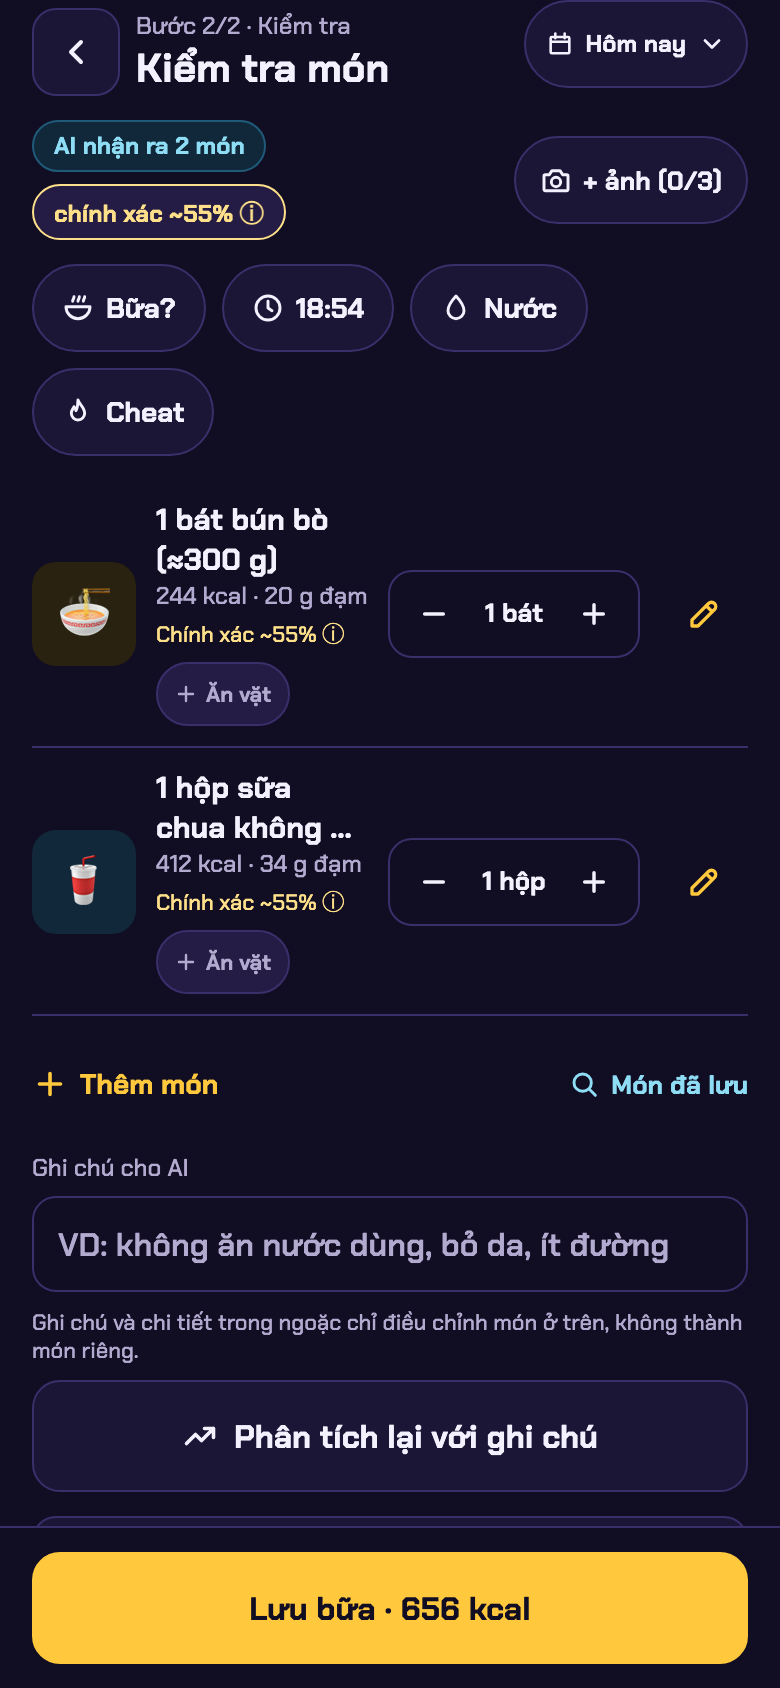 Bước 2/2 · Kiểm tra
Kiểm tra món
Hôm nay
AI nhận ra 2 món
chính xác ~55% ⓘ
+ ảnh (0/3)
Bữa?
18:54
Nước
Cheat
1 bát bún bò
(≈300 g)
244 kcal · 20 g đạm
Chính xác ~55% ⓘ
+ Ăn vặt
− 1 bát +
1 hộp sữa
chua không ...
412 kcal · 34 g đạm
Chính xác ~55% ⓘ
+ Ăn vặt
− 1 hộp +
+ Thêm món
Món đã lưu
Ghi chú cho AI
VD: không ăn nước dùng, bỏ da, ít đường
Ghi chú và chi tiết trong ngoặc chỉ điều chỉnh món ở trên, không thành
món riêng.
Phân tích lại với ghi chú
Lưu bữa · 656 kcal